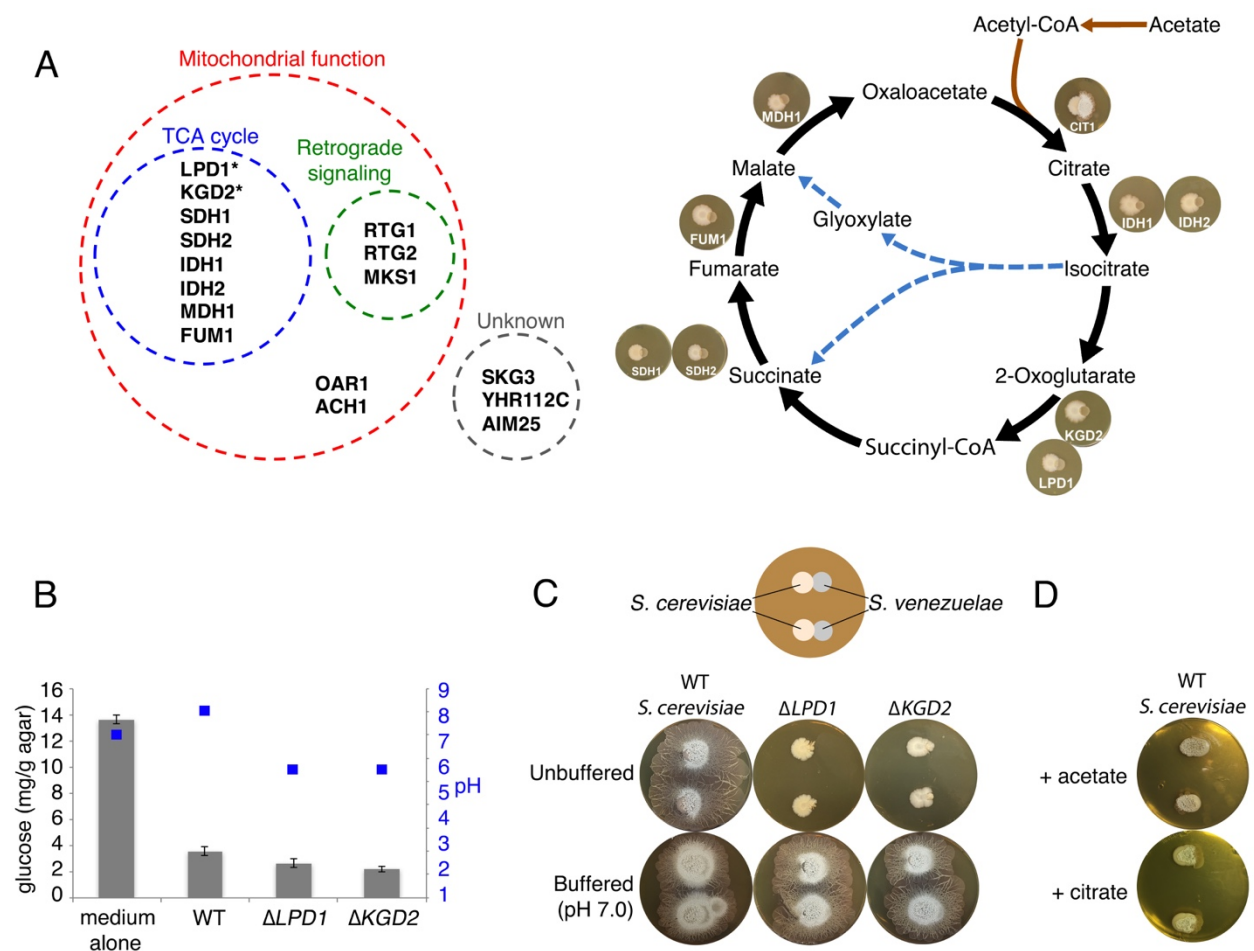 A
Mitochondrial function
TCA cycle
LPD1*
KGD2*
SDH1
SDH2
IDH1
IDH2
MDH1
FUM1
Retrograde
signaling
RTG1
RTG2
MKS1
OAR1
ACH1
Unknown
SKG3
YHR112C
AIM25
Acetyl-CoA
Acetate
Oxaloacetate
MDH1
CIT1
Malate
Citrate
Glyoxylate
IDH1
IDH2
FUM1
Fumarate
Isocitrate
SDH1
SDH2
Succinate
2-Oxoglutarate
KGD2
Succinyl-CoA
LPD1
B
glucose (mg/g agar)
16
14
12
10
8
6
4
2
0
9
8
7
6
5
4
3
2
1
pH
medium
alone
WT
ΔLPD1
ΔKGD2
C
S. cerevisiae
S. venezuelae
WT
S. cerevisiae
ΔLPD1
ΔKGD2
Unbuffered
Buffered
(pH 7.0)
D
WT
S. cerevisiae
+ acetate
+ citrate